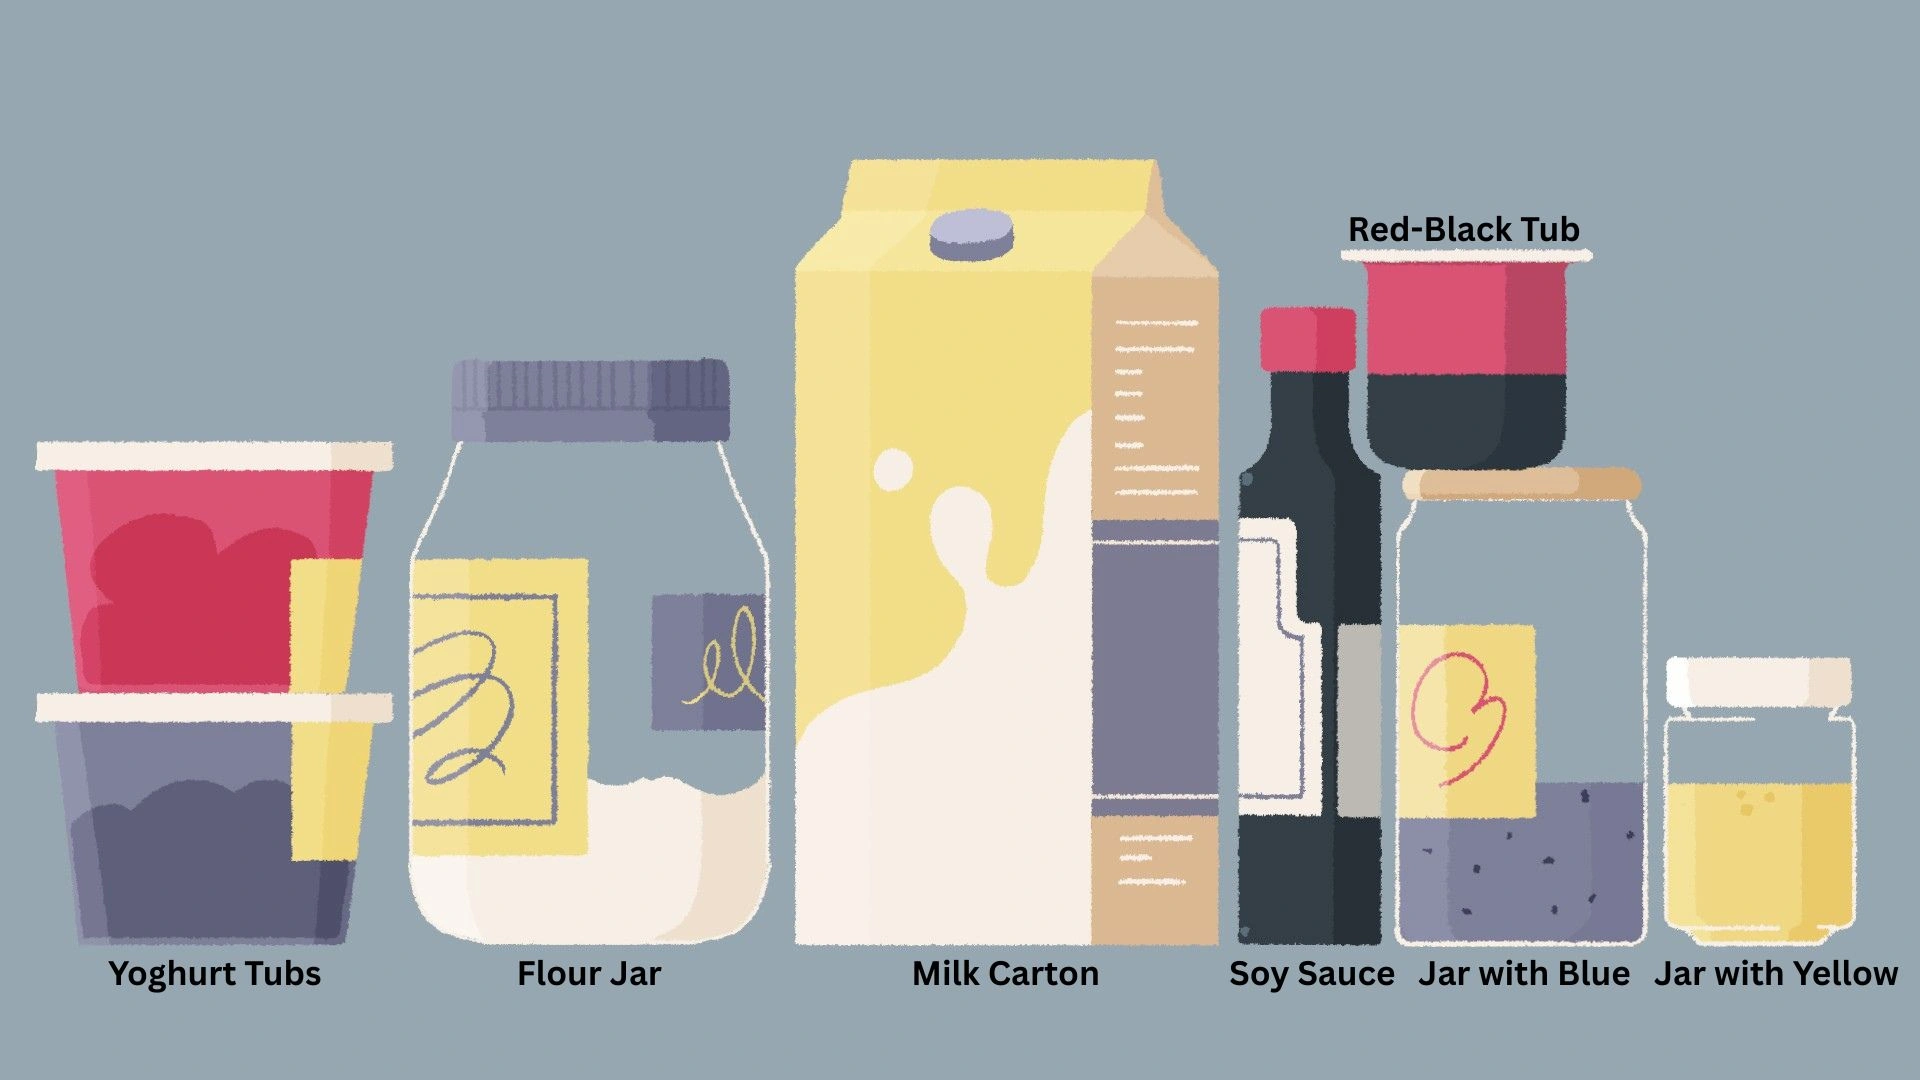 Red-Black Tub
Yoghurt Tubs
Flour Jar
Milk Carton
Soy Sauce
Jar with Blue
Jar with Yellow